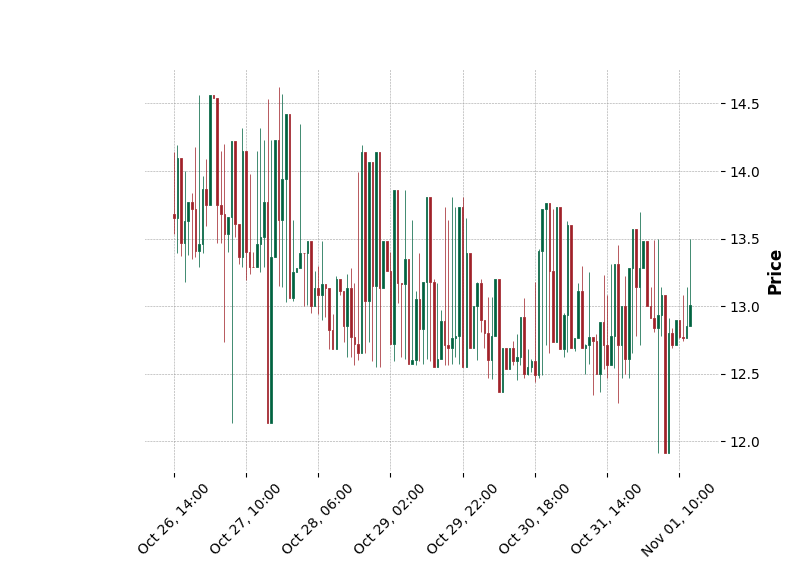 14.5
14.0
13.5
13.0
12.5
12.0
Price
Oct 26, 14:00
Oct 27, 10:00
Oct 28, 06:00
Oct 29, 02:00
Oct 29, 22:00
Oct 30, 18:00
Oct 31, 14:00
Nov 01, 10:00